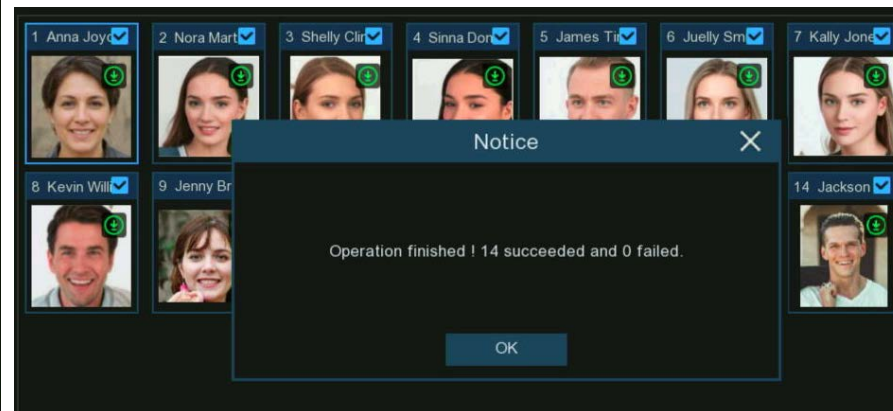 1 Anna Joyc
2 Nora Mart
3 Shelly Clir
4 Sinna Don
5 James Tir
6 Juelly Sm
7 Kally Jone
Notice
8 Kevin Willi
9 Jenny Br
14 Jackson
Operation finished ! 14 succeeded and 0 failed.
OK